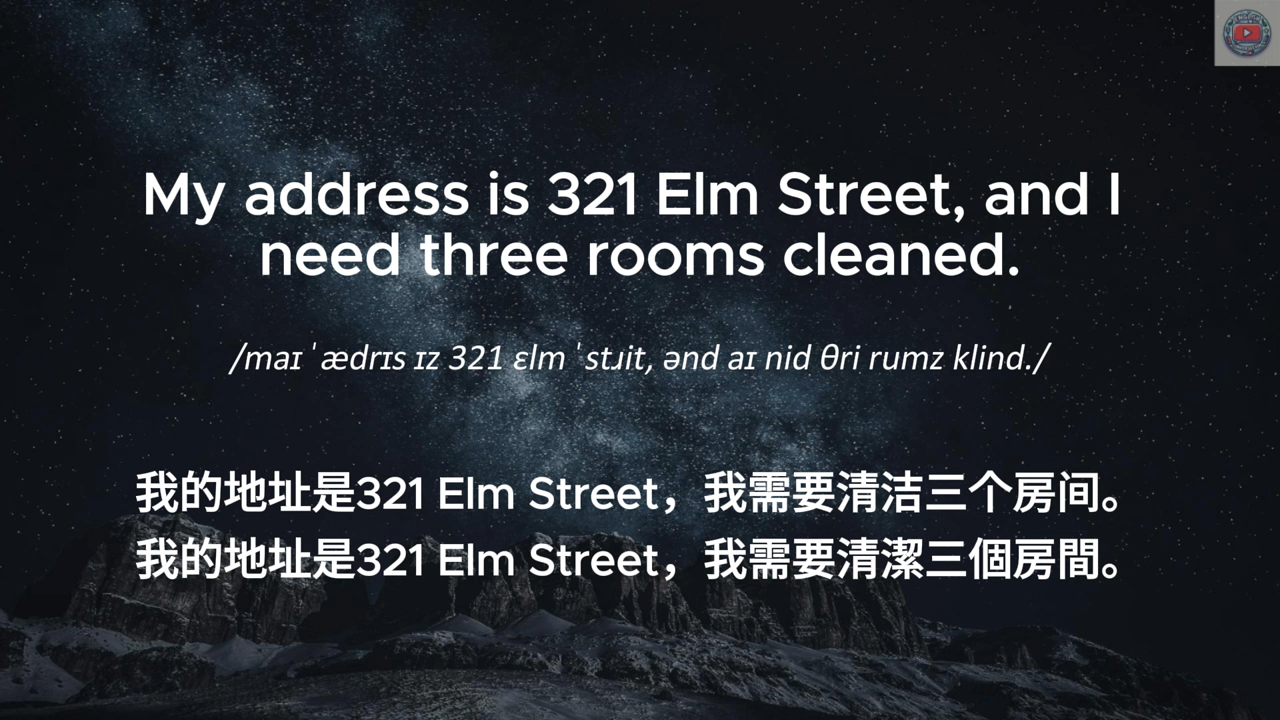 My address is 321 Elm Street, and I
need three rooms cleaned.
/maɪ ˈædrɪs ɪz 321 ɛlm ˈstɹit, ənd aɪ nid θri rumz klind./
我的地址是321 Elm Street，我需要清洁三个房间。
我的地址是321 Elm Street，我需要清潔三個房間。